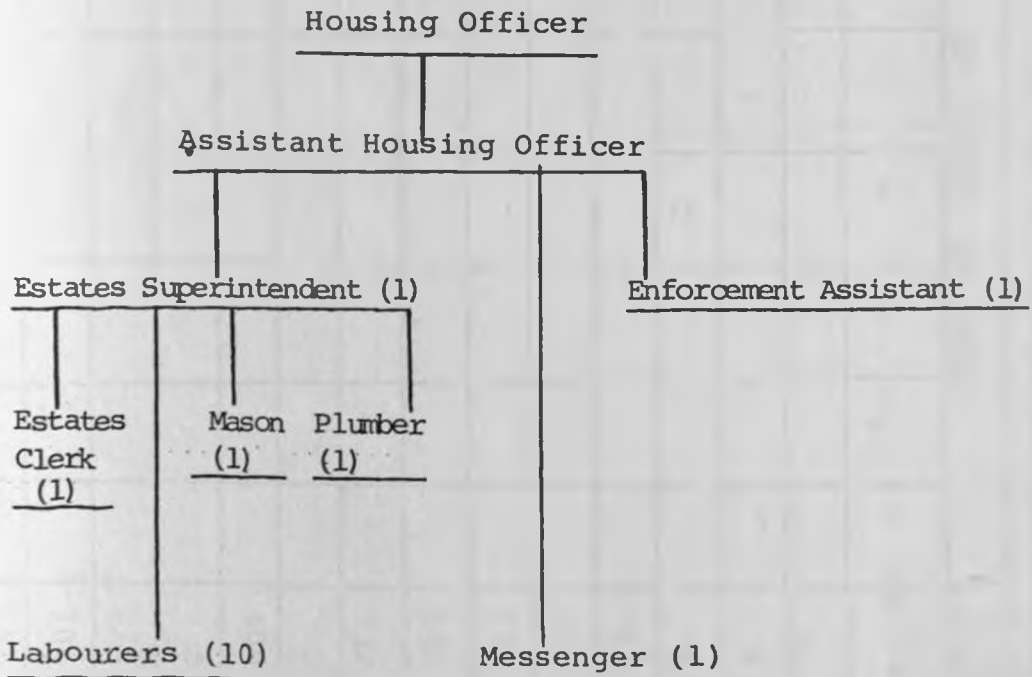 Housing Officer
Assistant Housing Officer
Estates Superintendent (1)
Enforcement Assistant (1)
Estates
Clerk
(1)
Mason
(1)
Plumber
(1)
Labourers (10)
Messenger (1)